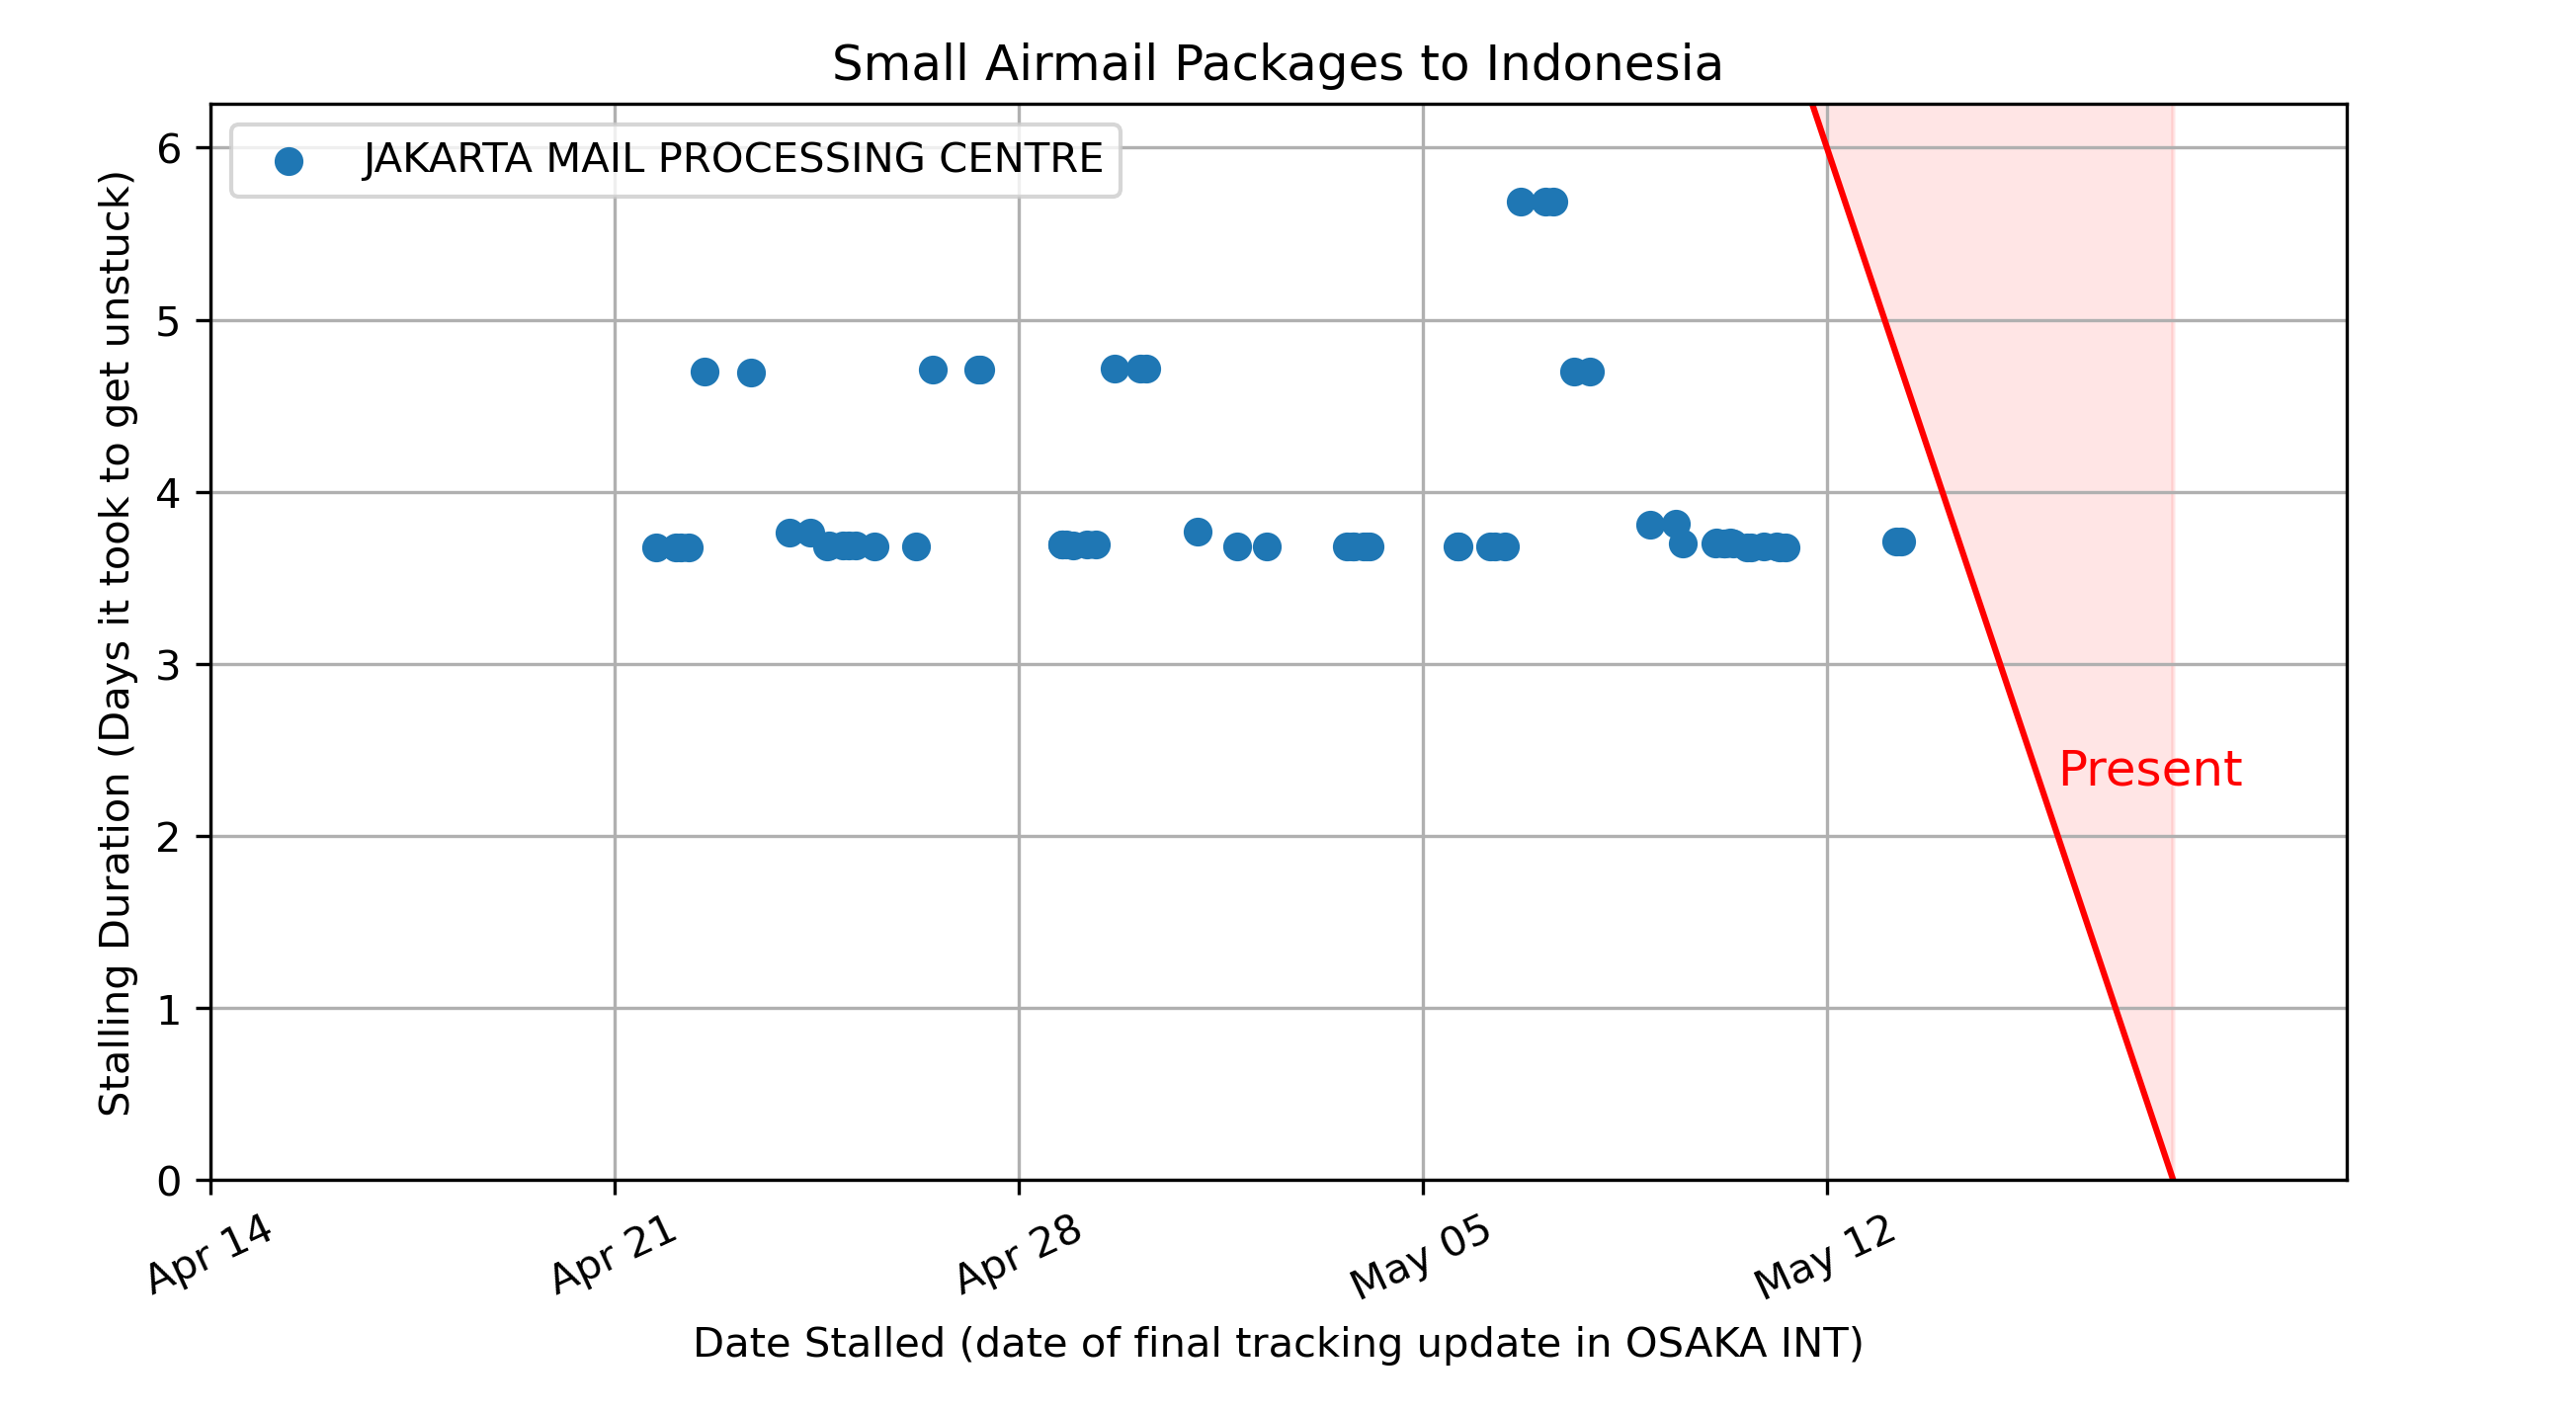 Small Airmail Packages to Indonesia
JAKARTA MAIL PROCESSING CENTRE
Stalling Duration (Days it took to get unstuck)
6
5
4
3
2
1
0
Present
Apr 14
Apr 21
Apr 28
May 05
May 12
Date Stalled (date of final tracking update in OSAKA INT)